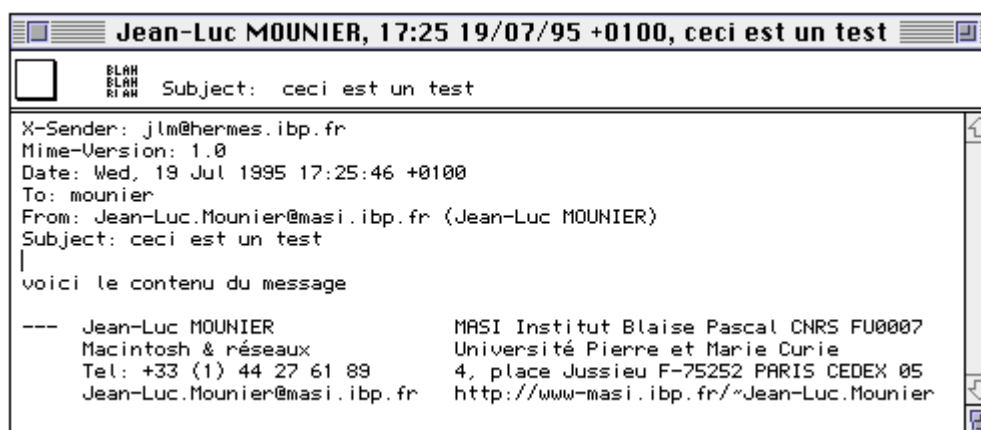 Jean-Luc MOUNIER, 17:25 19/07/95 +0100, ceci est un test
BLAH
BLAH
BLAH
Subject: ceci est un test
X-Sender: jlm@hermes.ibp.fr
Mime-Version: 1.0
Date: Wed, 19 Jul 1995 17:25:46 +0100
To: mounier
From: Jean-Luc.Mounier@masi.ibp.fr (Jean-Luc MOUNIER)
Subject: ceci est un test
voici le contenu du message
--- Jean-Luc MOUNIER MASI Institut Blaise Pascal CNRS FU0007
Macintosh & réseaux Université Pierre et Marie Curie
Tel: +33 (1) 44 27 61 89 4, place Jussieu F-75252 PARIS CEDEX 05
Jean-Luc.Mounier@masi.ibp.fr http://www-masi.ibp.fr/~Jean-Luc.Mounier